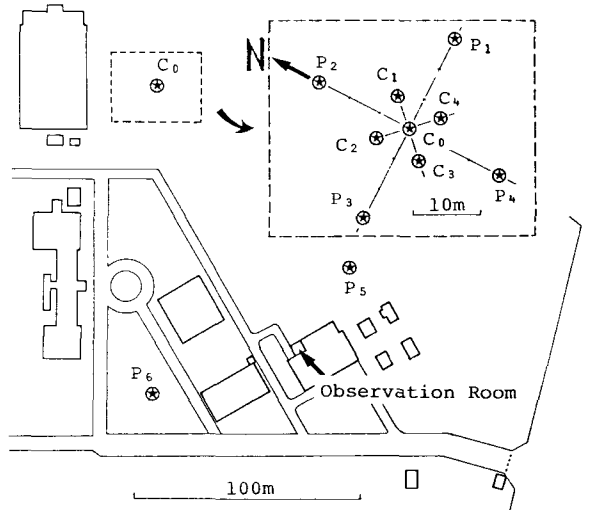 C₀
N
P₁
P₂
C₁
C₄
C₀
C₂
C₃
P₄
P₃
10m
P₅
P₆
Observation Room
100m